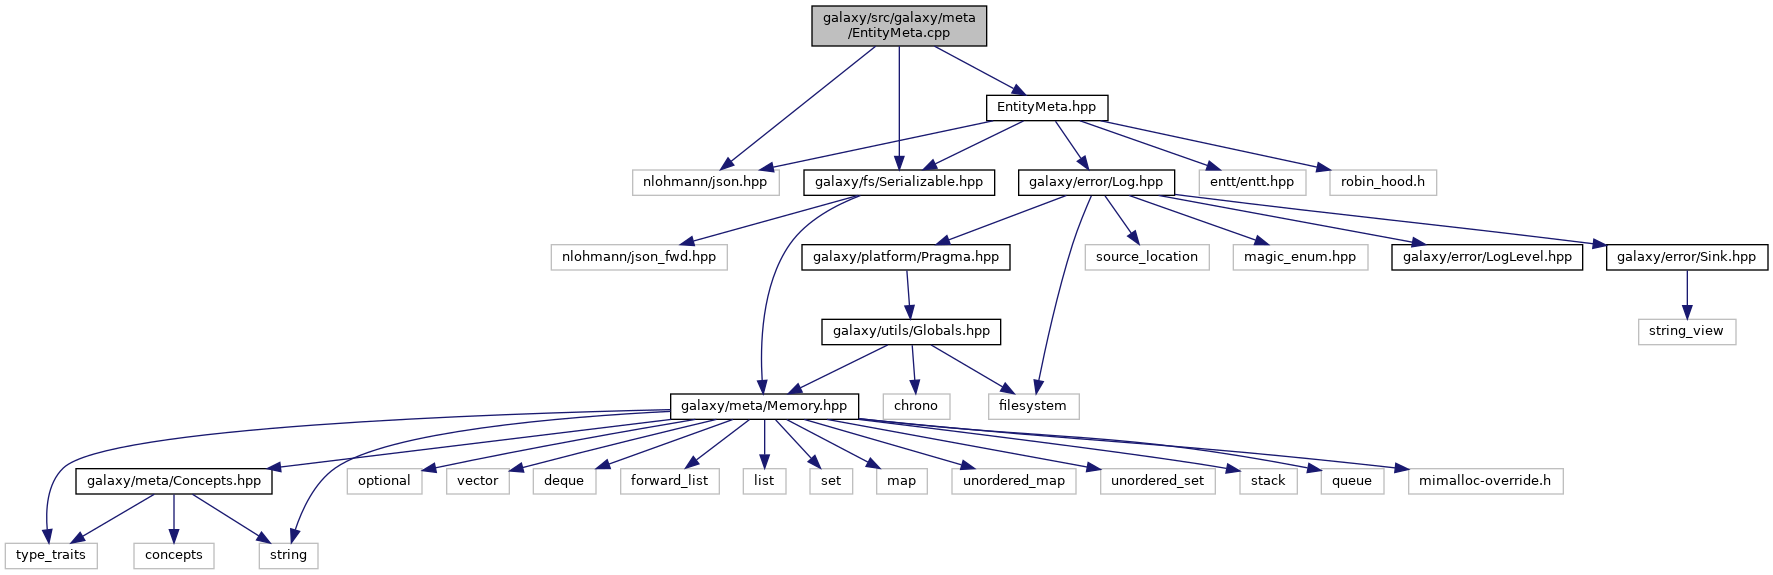 galaxy/src/galaxy/meta
/EntityMeta.cpp
EntityMeta.hpp
nlohmann/json.hpp
galaxy/fs/Serializable.hpp
galaxy/error/Log.hpp
entt/entt.hpp
robin_hood.h
nlohmann/json_fwd.hpp
galaxy/platform/Pragma.hpp
source_location
magic_enum.hpp
galaxy/error/LogLevel.hpp
galaxy/error/Sink.hpp
galaxy/utils/Globals.hpp
string_view
galaxy/meta/Memory.hpp
chrono
filesystem
galaxy/meta/Concepts.hpp
optional
vector
deque
forward_list
list
set
map
unordered_map
unordered_set
stack
queue
mimalloc-override.h
type_traits
concepts
string